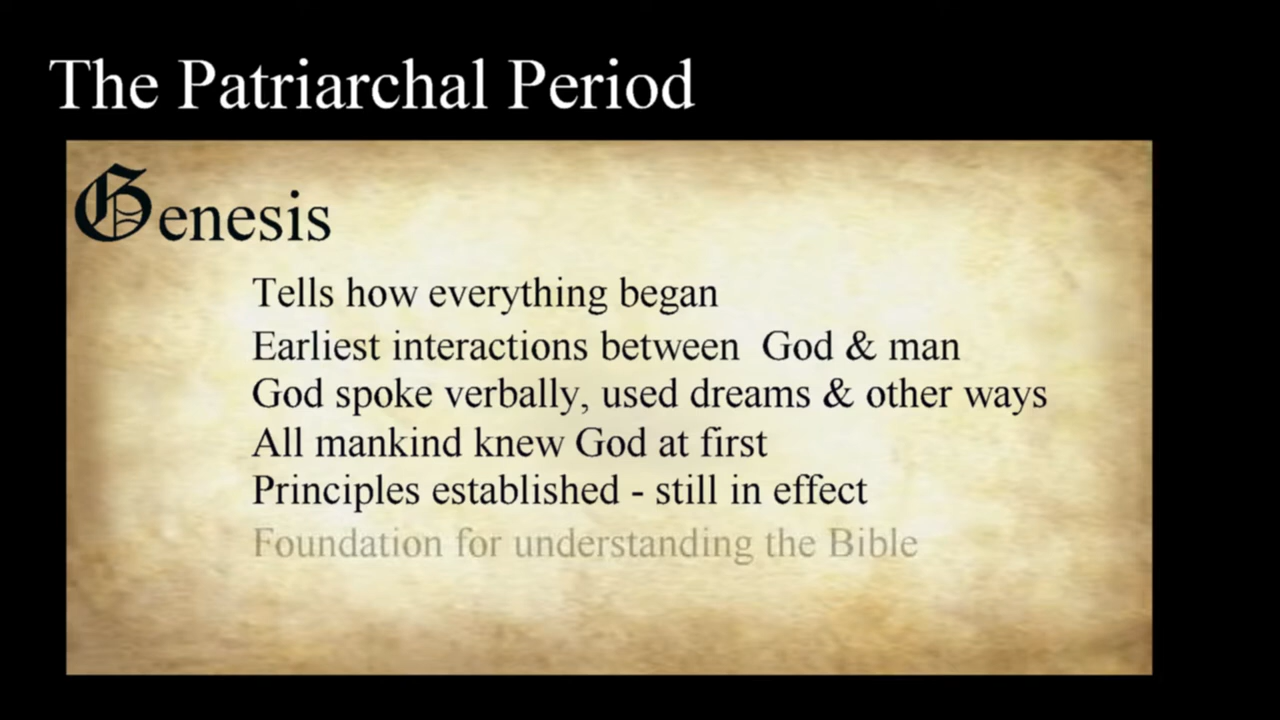 The Patriarchal Period
Genesis
Tells how everything began
Earliest interactions between  God & man
God spoke verbally, used dreams & other ways
All mankind knew God at first
Principles established - still in effect
Foundation for understanding the Bible